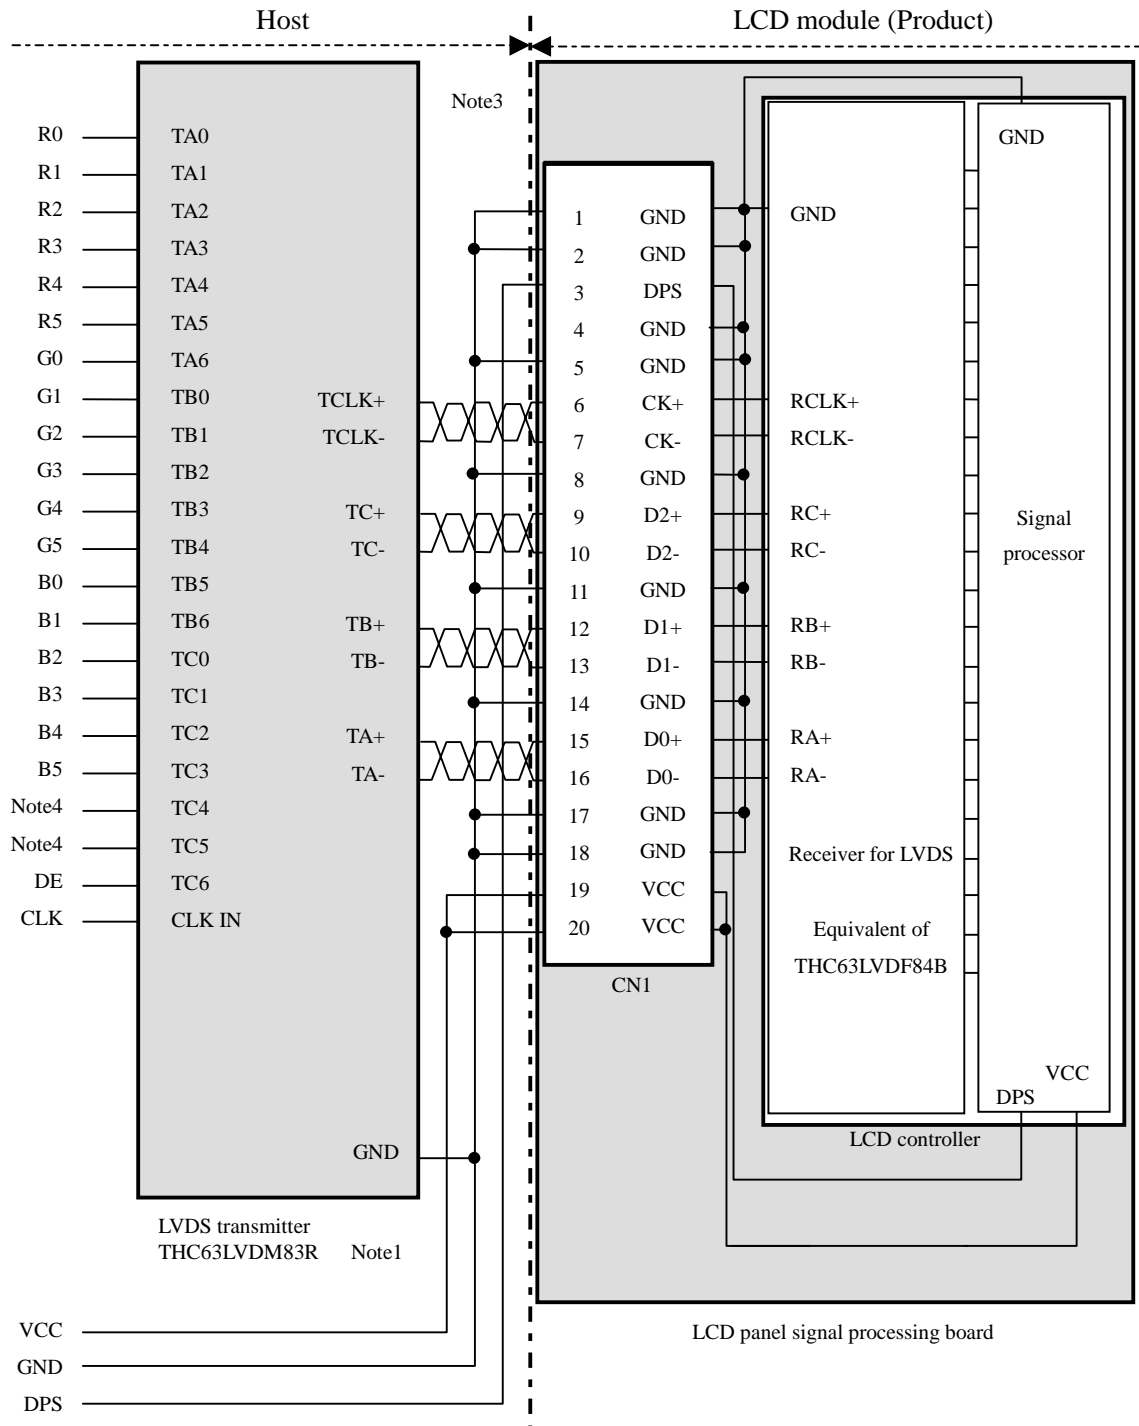 Host
LCD module (Product)
Note3
R0
R1
R2
R3
R4
R5
G0
G1
G2
G3
G4
G5
B0
B1
B2
B3
B4
B5
Note4
Note4
DE
CLK
TA0
TA1
TA2
TA3
TA4
TA5
TA6
TB0
TB1
TB2
TB3
TB4
TB5
TB6
TC0
TC1
TC2
TC3
TC4
TC5
TC6
CLK IN
TCLK+
TCLK-
TC+
TC-
TB+
TB-
TA+
TA-
GND
LVDS transmitter
THC63LVDM83R Note1
VCC
GND
DPS
1 GND
2 GND
3 DPS
4 GND
5 GND
6 CK+
7 CK-
8 GND
9 D2+
10 D2-
11 GND
12 D1+
13 D1-
14 GND
15 D0+
16 D0-
17 GND
18 GND
19 VCC
20 VCC
CN1
GND
RCLK+
RCLK-
RC+
RC-
RB+
RB-
RA+
RA-
Receiver for LVDS
Equivalent of
THC63LVDF84B
GND
Signal
processor
VCC
DPS
LCD controller
LCD panel signal processing board